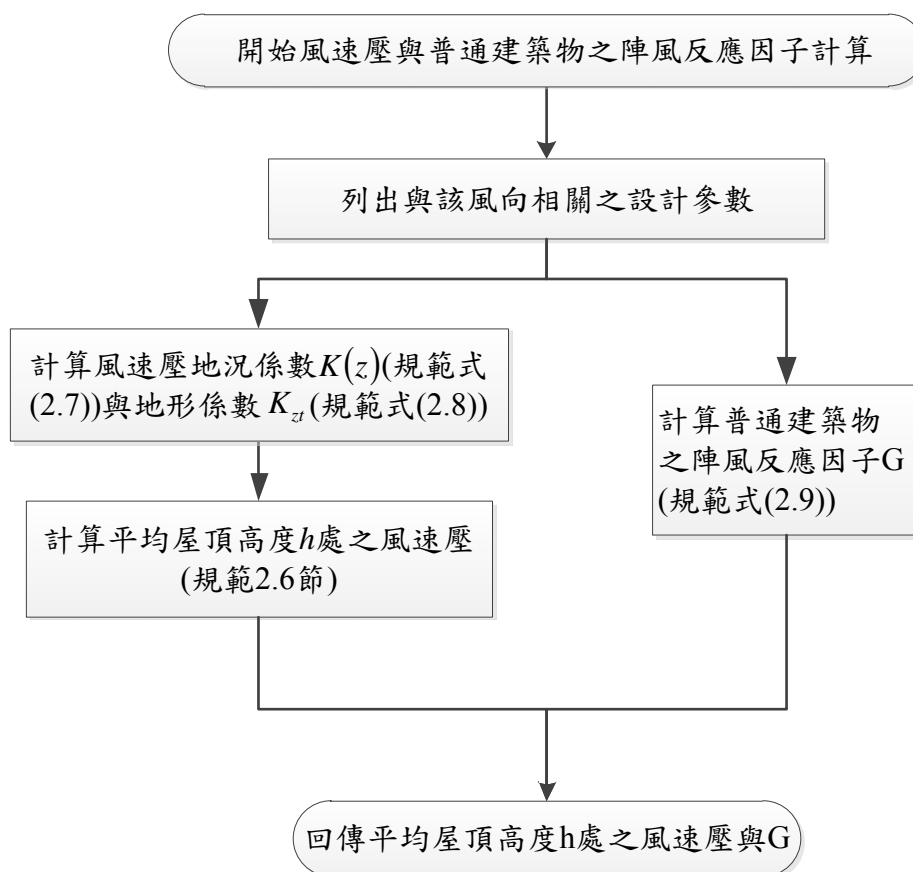 開始風速壓與普通建築物之陣風反應因子計算
列出與該風向相關之設計參數
計算風速壓地況係數K(z)(規範式
(2.7))與地形係數 K_{zt}(規範式(2.8))
計算普通建築物
之陣風反應因子G
(規範式(2.9))
計算平均屋頂高度h處之風速壓
(規範2.6節)
回傳平均屋頂高度h處之風速壓與G